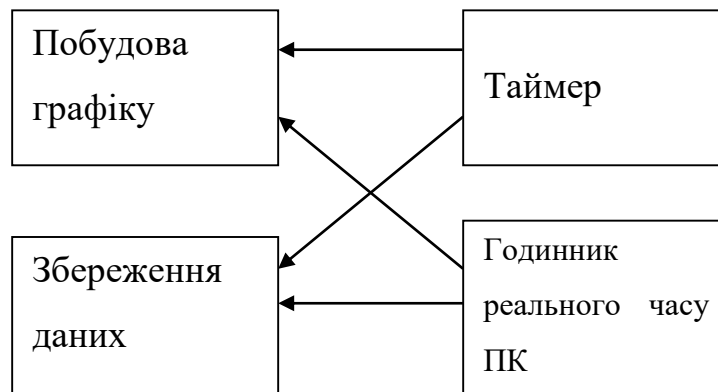 Побудова
графіку
Таймер
Збереження
даних
Годинник
реального часу
ПК